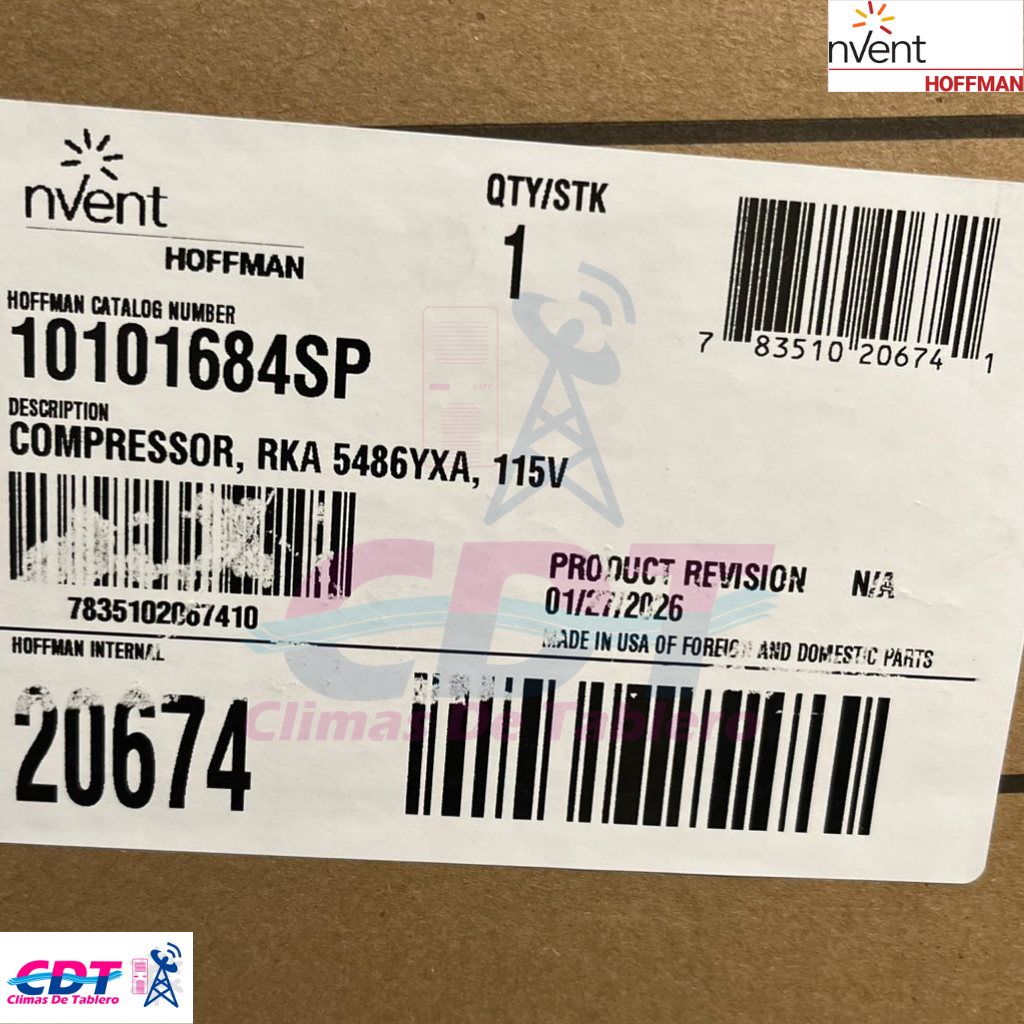 nVent
HOFFMAN
nVent
HOFFMAN
QTY/STK
1
HOFFMAN CATALOG NUMBER
10101684SP
7 83510 20674 1
DESCRIPTION
COMPRESSOR, RKA 5486YXA, 115V
7835102067410
PRODUCT REVISION N/A
01/27/2026
MADE IN USA OF FOREIGN AND DOMESTIC PARTS
HOFFMAN INTERNAL
20674
CDT
Climas De Tablero
CDT
Climas De Tablero